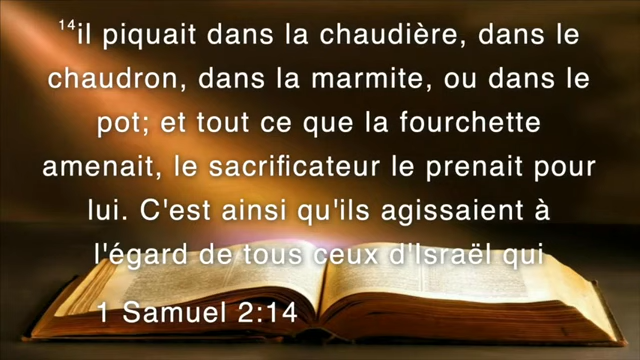 14il piquait dans la chaudière, dans le
chaudron, dans la marmite, ou dans le
pot; et tout ce que la fourchette
amenait, le sacrificateur le prenait pour
lui. C'est ainsi qu'ils agissaient à
l'égard de tous ceux d'Israël qui
1 Samuel 2:14